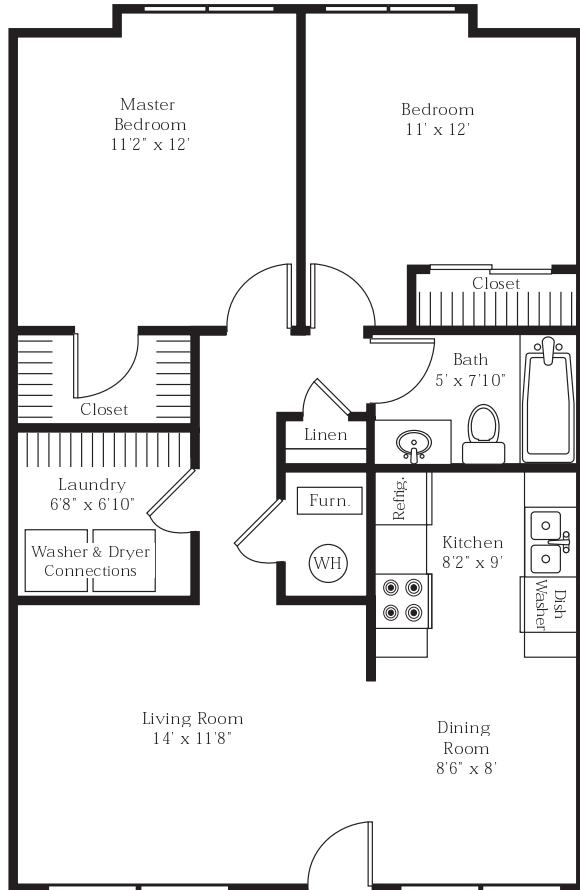 Master
Bedroom
11'2" x 12'
Bedroom
11' x 12'
Closet
Bath
5' x 7'10"
Closet
Linen
Laundry
6'8" x 6'10"
Washer & Dryer
Connections
Furn.
WH
Refrig.
Kitchen
8'2" x 9'
Dish
Washer
Living Room
14' x 11'8"
Dining
Room
8'6" x 8'